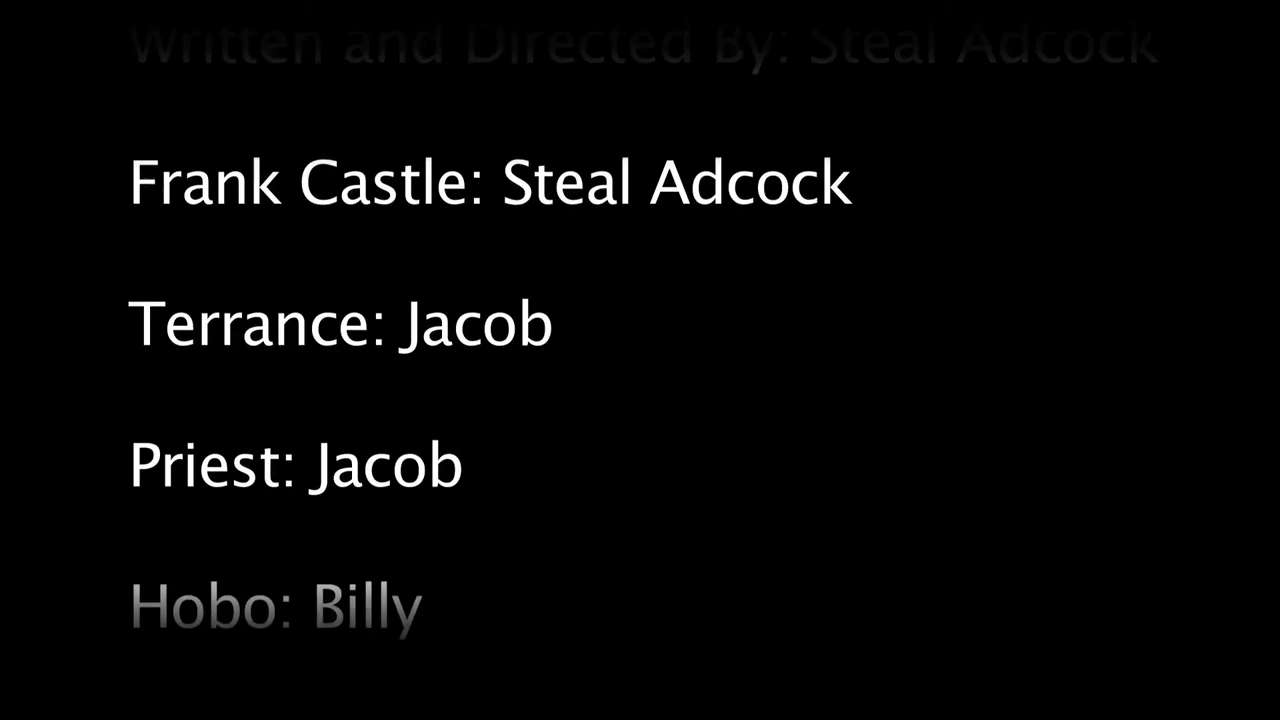 Written and Directed By: Steal Adcock
Frank Castle: Steal Adcock
Terrance: Jacob
Priest: Jacob
Hobo: Billy